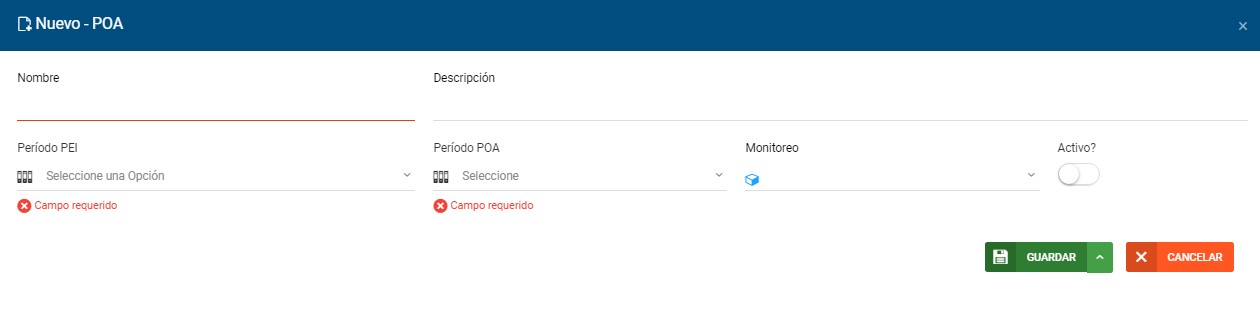 Nuevo - POA
Nombre
Descripción
Período PEI
Período POA
Monitoreo
Activo?
Seleccione una Opción
Seleccione
Campo requerido
Campo requerido
GUARDAR
CANCELAR